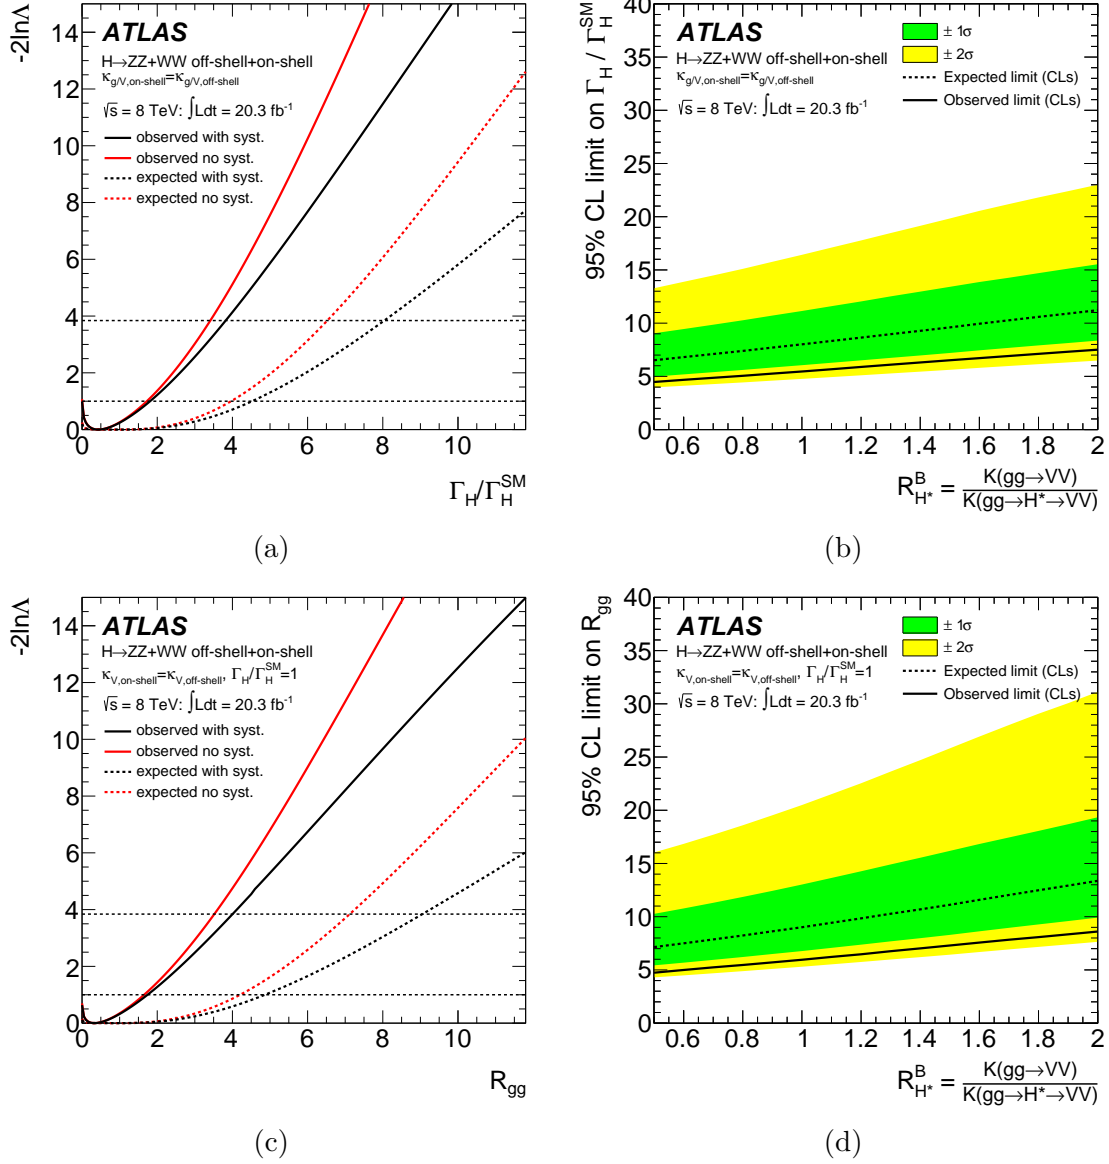 -2lnΛ
14
12
10
8
6
4
2
0
ATLAS
H→ZZ+WW off-shell+on-shell
κg/V,on-shell=κg/V,off-shell
√s = 8 TeV: ∫Ldt = 20.3 fb-1
observed with syst.
observed no syst.
expected with syst.
expected no syst.
0 2 4 6 8 10
ΓH/ΓHSM
(a)
95% CL limit on ΓH / ΓHSM
40
35
30
25
20
15
10
5
0
ATLAS
H→ZZ+WW off-shell+on-shell
κg/V,on-shell=κg/V,off-shell
√s = 8 TeV: ∫Ldt = 20.3 fb-1
± 1σ
± 2σ
Expected limit (CLs)
Observed limit (CLs)
0.6 0.8 1 1.2 1.4 1.6 1.8 2
RBH* = K(gg→VV)
K(gg→H*→VV)
(b)
-2lnΛ
14
12
10
8
6
4
2
0
ATLAS
H→ZZ+WW off-shell+on-shell
κV,on-shell=κV,off-shell, ΓH/ΓHSM=1
√s = 8 TeV: ∫Ldt = 20.3 fb-1
observed with syst.
observed no syst.
expected with syst.
expected no syst.
0 2 4 6 8 10
Rgg
(c)
95% CL limit on Rgg
40
35
30
25
20
15
10
5
0
ATLAS
H→ZZ+WW off-shell+on-shell
κV,on-shell=κV,off-shell, ΓH/ΓHSM=1
√s = 8 TeV: ∫Ldt = 20.3 fb-1
± 1σ
± 2σ
Expected limit (CLs)
Observed limit (CLs)
0.6 0.8 1 1.2 1.4 1.6 1.8 2
RBH* = K(gg→VV)
K(gg→H*→VV)
(d)